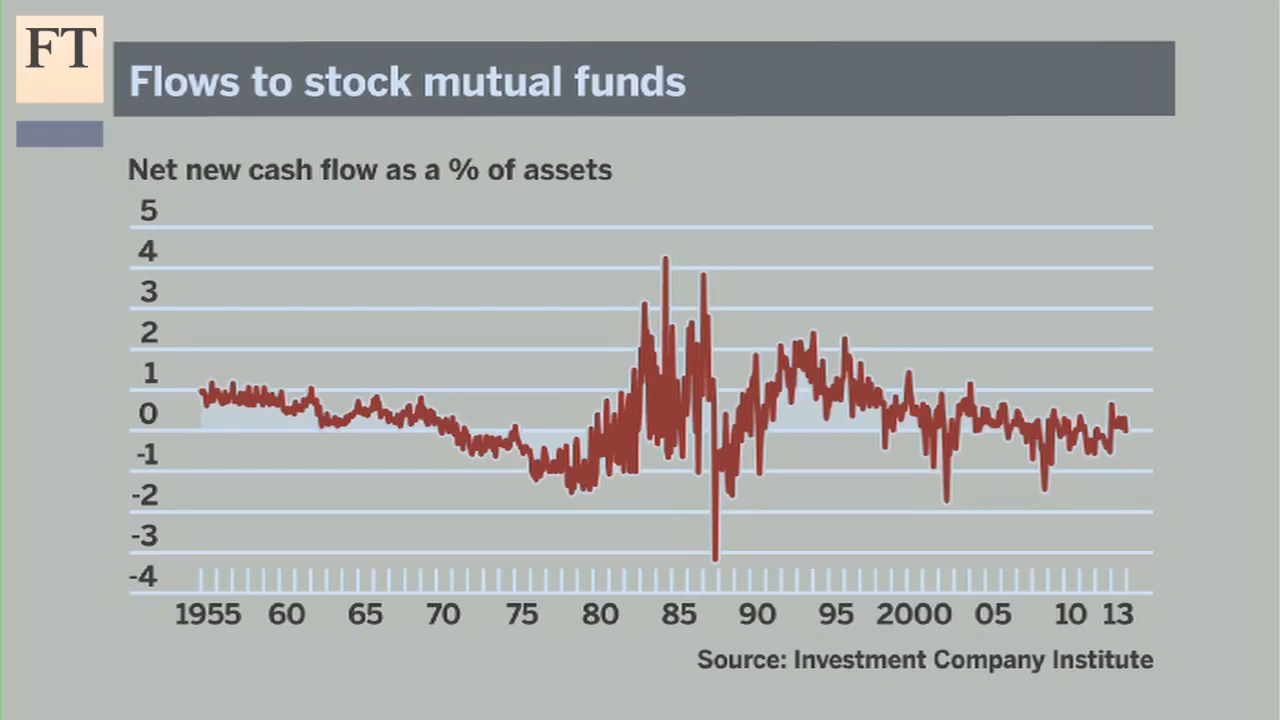 FT
Flows to stock mutual funds
Net new cash flow as a % of assets
5
4
3
2
1
0
-1
-2
-3
-4
1955 60 65 70 75 80 85 90 95 2000 05 10 13
Source: Investment Company Institute